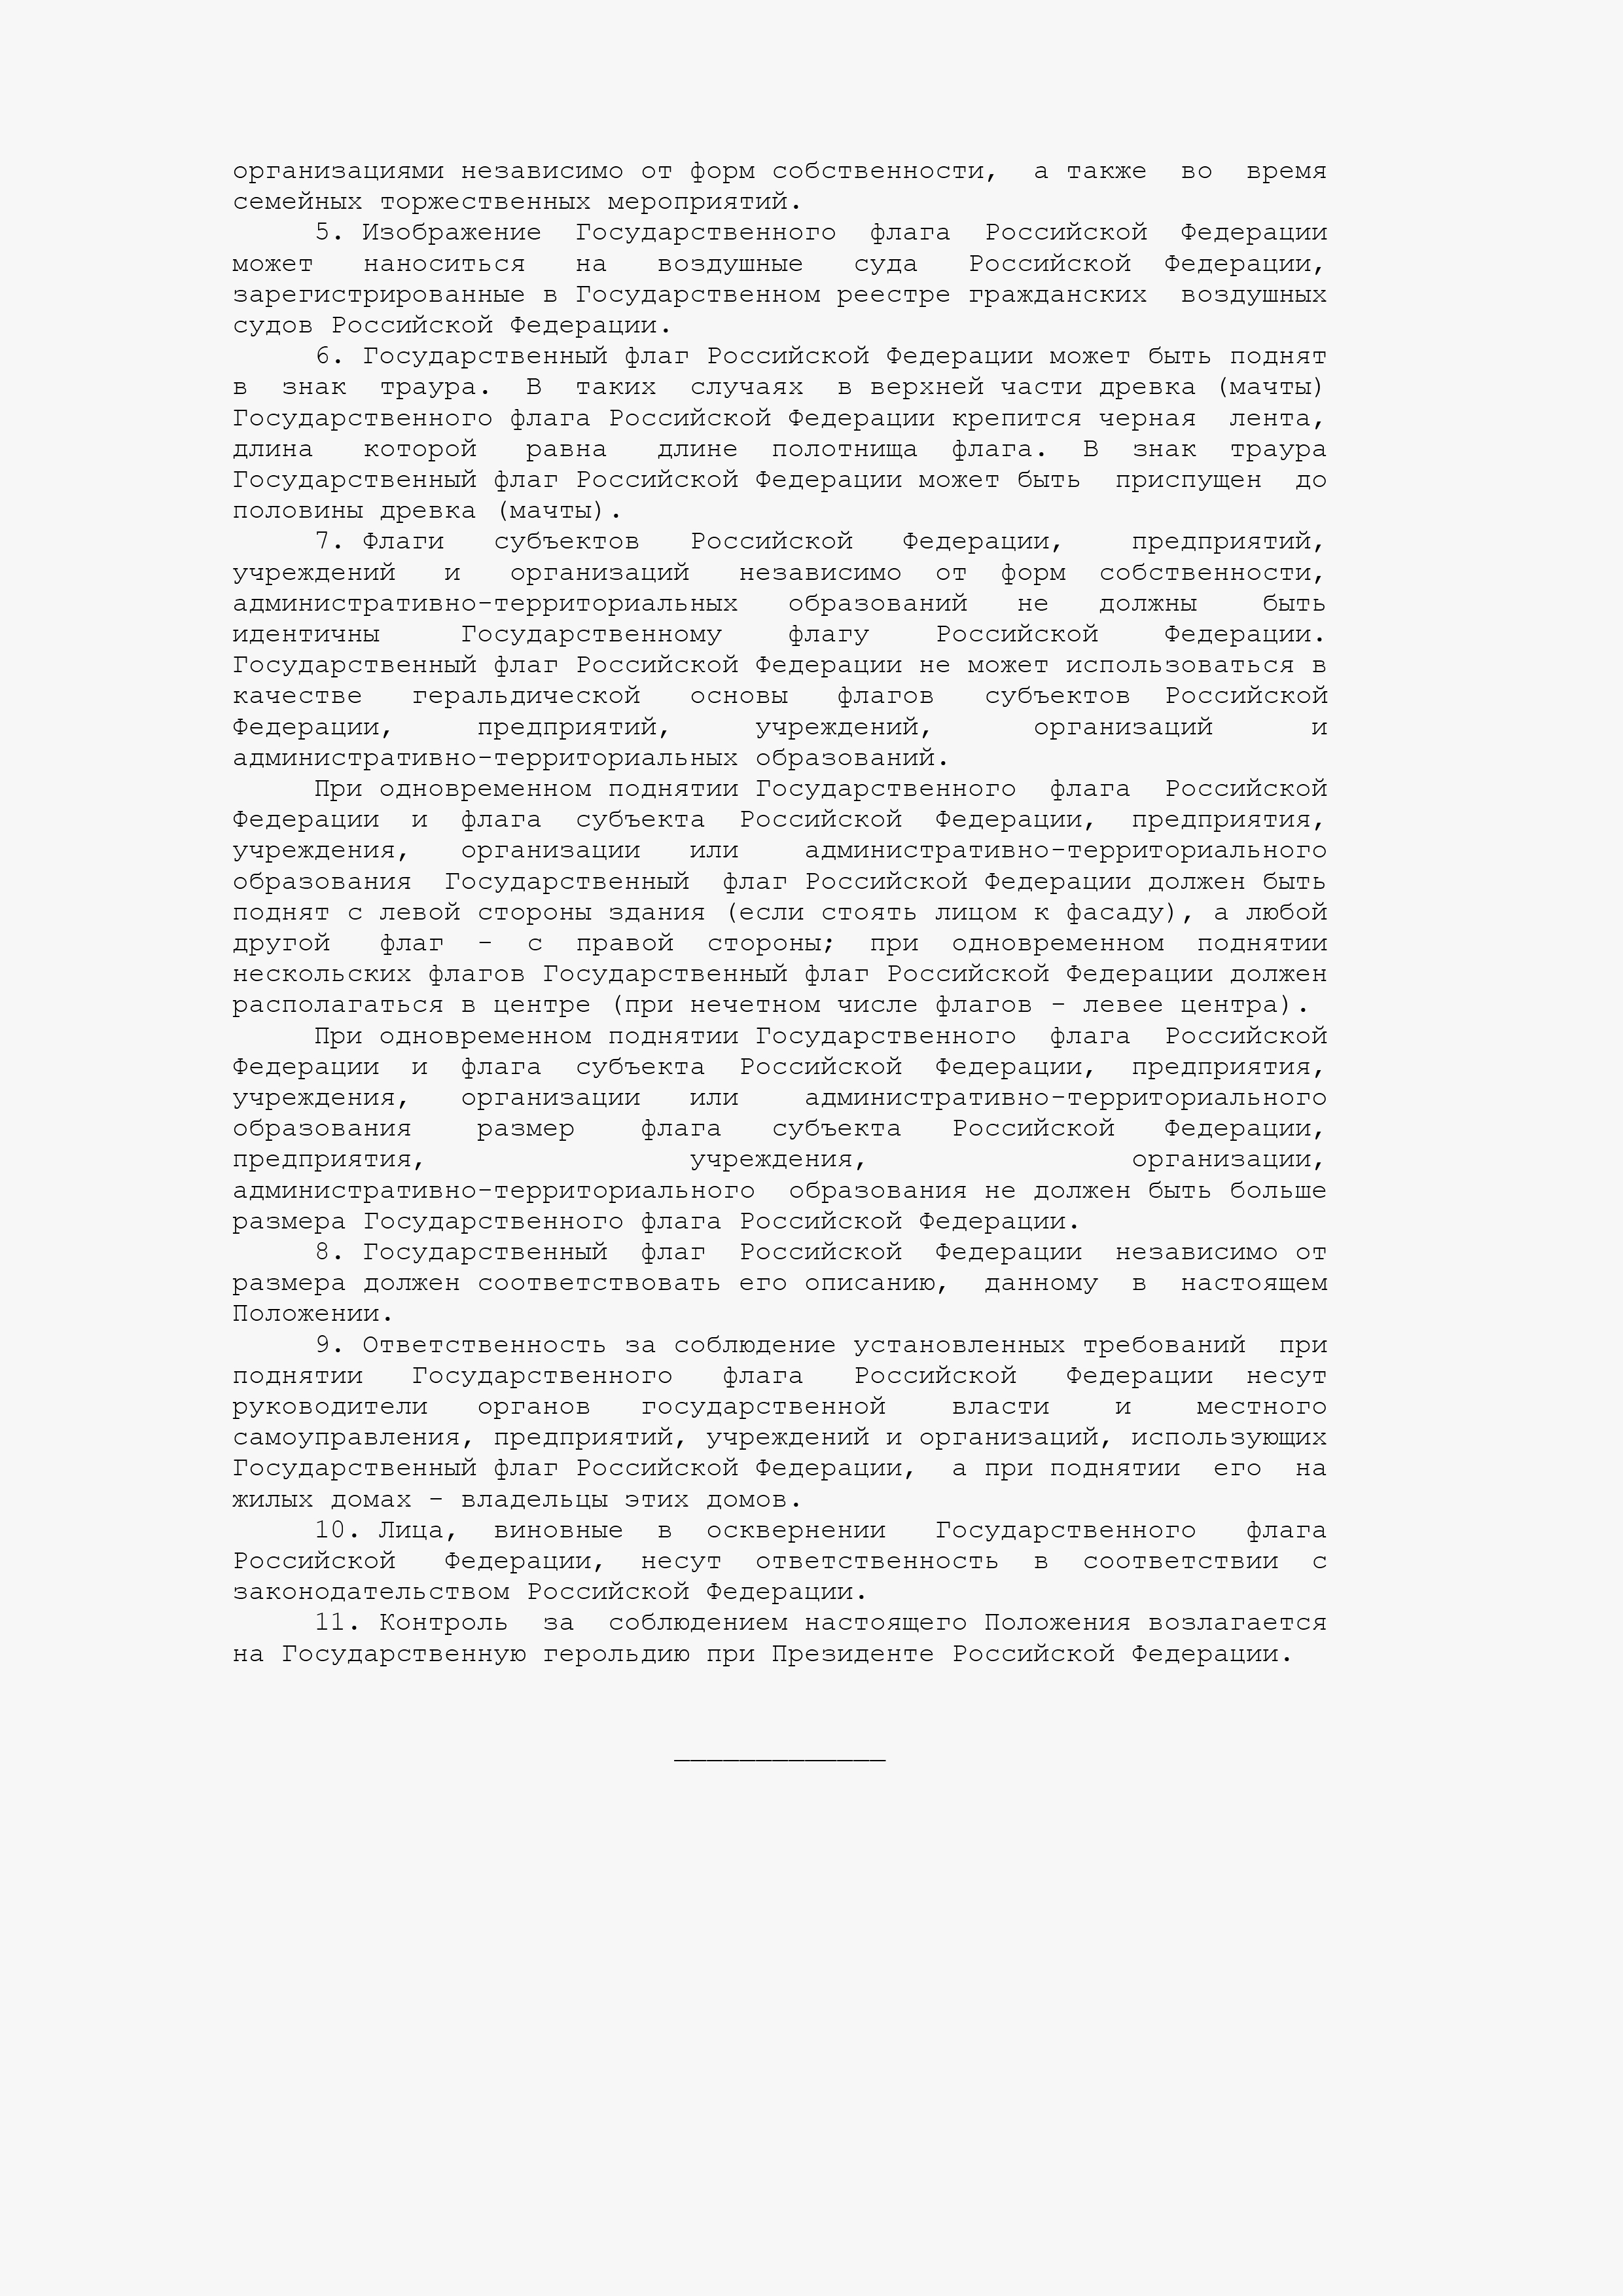 организациями независимо от форм собственности, а также во время
семейных торжественных мероприятий.
5. Изображение Государственного флага Российской Федерации
может наноситься на воздушные суда Российской Федерации,
зарегистрированные в Государственном реестре гражданских воздушных
судов Российской Федерации.
6. Государственный флаг Российской Федерации может быть поднят
в знак траура. В таких случаях в верхней части древка (мачты)
Государственного флага Российской Федерации крепится черная лента,
длина которой равна длине полотнища флага. В знак траура
Государственный флаг Российской Федерации может быть приспущен до
половины древка (мачты).
7. Флаги субъектов Российской Федерации, предприятий,
учреждений и организаций независимо от форм собственности,
административно-территориальных образований не должны быть
идентичны Государственному флагу Российской Федерации.
Государственный флаг Российской Федерации не может использоваться в
качестве геральдической основы флагов субъектов Российской
Федерации, предприятий, учреждений, организаций и
административно-территориальных образований.
При одновременном поднятии Государственного флага Российской
Федерации и флага субъекта Российской Федерации, предприятия,
учреждения, организации или административно-территориального
образования Государственный флаг Российской Федерации должен быть
поднят с левой стороны здания (если стоять лицом к фасаду), а любой
другой флаг - с правой стороны; при одновременном поднятии
нескольских флагов Государственный флаг Российской Федерации должен
располагаться в центре (при нечетном числе флагов - левее центра).
При одновременном поднятии Государственного флага Российской
Федерации и флага субъекта Российской Федерации, предприятия,
учреждения, организации или административно-территориального
образования размер флага субъекта Российской Федерации,
предприятия, учреждения, организации,
административно-территориального образования не должен быть больше
размера Государственного флага Российской Федерации.
8. Государственный флаг Российской Федерации независимо от
размера должен соответствовать его описанию, данному в настоящем
Положении.
9. Ответственность за соблюдение установленных требований при
поднятии Государственного флага Российской Федерации несут
руководители органов государственной власти и местного
самоуправления, предприятий, учреждений и организаций, использующих
Государственный флаг Российской Федерации, а при поднятии его на
жилых домах - владельцы этих домов.
10. Лица, виновные в осквернении Государственного флага
Российской Федерации, несут ответственность в соответствии с
законодательством Российской Федерации.
11. Контроль за соблюдением настоящего Положения возлагается
на Государственную герольдию при Президенте Российской Федерации.
_____________